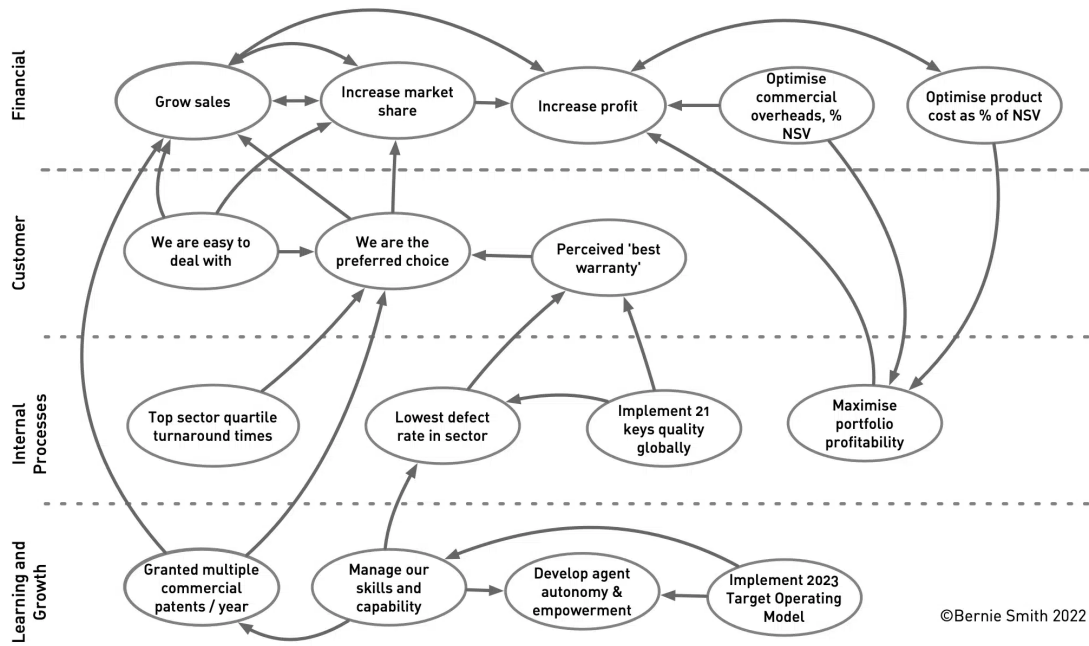 Financial
Grow sales
Increase market
share
Increase profit
Optimise
commercial
overheads, %
NSV
Optimise product
cost as % of NSV
Customer
We are easy to
deal with
We are the
preferred choice
Perceived 'best
warranty'
Internal
Processes
Top sector quartile
turnaround times
Lowest defect
rate in sector
Implement 21
keys quality
globally
Maximise
portfolio
profitability
Learning and
Growth
Granted multiple
commercial
patents / year
Manage our
skills and
capability
Develop agent
autonomy &
empowerment
Implement 2023
Target Operating
Model
©Bernie Smith 2022